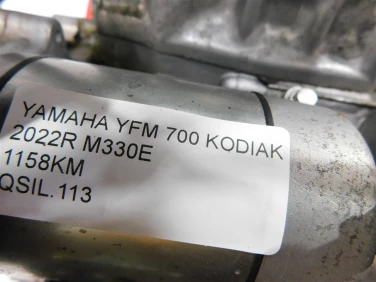 YAMAHA YFM 700 KODIAK
2022R M330E
1158KM
QSIL.113